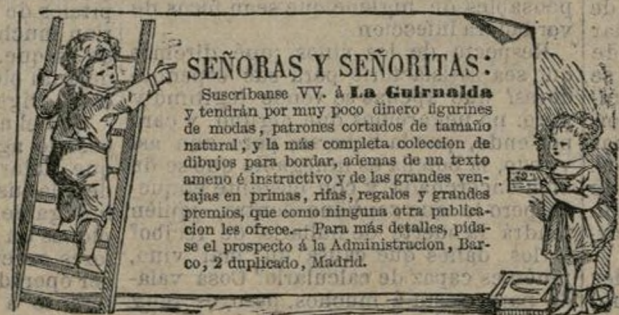 SEÑORAS Y SEÑORITAS:
Suscríbanse VV. á La Guirnalda
y tendrán por muy poco dinero figurines
de modas, patrones cortados de tamaño
natural, y la más completa coleccion de
dibujos para bordar, ademas de un texto
ameno é instructivo y de las grandes ven-
tajas en primas, rifas, regalos y grandes
premios, que como ninguna otra publica-
cion les ofrece.—Para más detalles, pída-
se el prospecto á la Administracion, Bar-
co, 2 duplicado, Madrid.